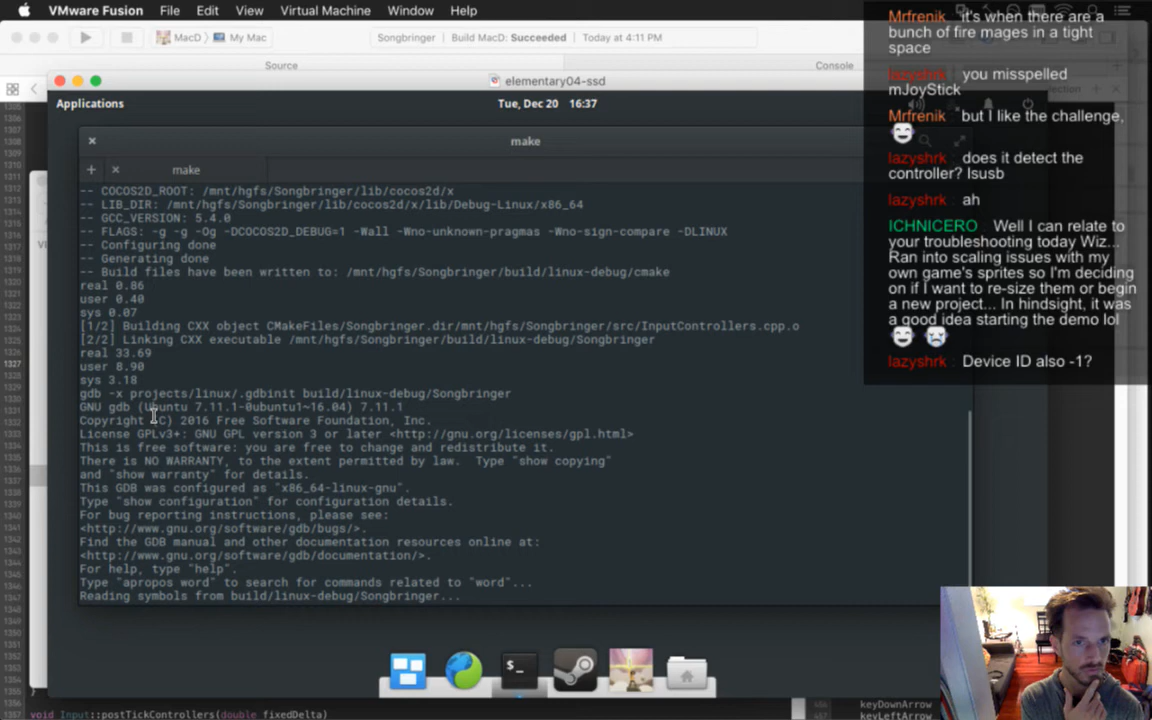 VMware Fusion File Edit View Virtual Machine Window Help
MacD My Mac
Songbringer Build MacD: Succeeded Today at 4:11 PM
Source
Console
elementary04-ssd
Applications
Tue, Dec 20 16:37
make
make
-- COCOS2D_ROOT: /mnt/hgfs/Songbringer/lib/cocos2d/x
-- LIB_DIR: /mnt/hgfs/Songbringer/lib/cocos2d/x/lib/Debug-Linux/x86_64
-- GCC_VERSION: 5.4.0
-- FLAGS: -g -g -Og -DCOCOS2D_DEBUG=1 -Wall -Wno-unknown-pragmas -Wno-sign-compare -DLINUX
-- Configuring done
-- Generating done
-- Build files have been written to: /mnt/hgfs/Songbringer/build/linux-debug/cmake
real 0.86
user 0.40
sys 0.07
[1/2] Building CXX object CMakeFiles/Songbringer.dir/mnt/hgfs/Songbringer/src/InputControllers.cpp.o
[2/2] Linking CXX executable /mnt/hgfs/Songbringer/build/linux-debug/Songbringer
real 33.69
user 8.90
sys 3.18
gdb -x projects/linux/.gdbinit build/linux-debug/Songbringer
GNU gdb (Ubuntu 7.11.1-0ubuntu1~16.04) 7.11.1
Copyright (C) 2016 Free Software Foundation, Inc.
License GPLv3+: GNU GPL version 3 or later <http://gnu.org/licenses/gpl.html>
This is free software: you are free to change and redistribute it.
There is NO WARRANTY, to the extent permitted by law. Type "show copying"
and "show warranty" for details.
This GDB was configured as "x86_64-linux-gnu".
Type "show configuration" for configuration details.
For bug reporting instructions, please see:
<http://www.gnu.org/software/gdb/bugs/>.
Find the GDB manual and other documentation resources online at:
<http://www.gnu.org/software/gdb/documentation/>.
For help, type "help".
Type "apropos word" to search for commands related to "word"...
Reading symbols from build/linux-debug/Songbringer...
Mrfrenik it's when there are a
bunch of fire mages in a tight
space
lazyshrk you misspelled
mJoyStick
Mrfrenik but I like the challenge,
lazyshrk does it detect the
controller? lsusb
lazyshrk ah
ICHNICERO Well I can relate to
your troubleshooting today Wiz...
Ran into scaling issues with my
own game's sprites so I'm deciding
on if I want to re-size them or begin
a new project... In hindsight, it was
a good idea starting the demo lol
lazyshrk Device ID also -1?
void Input::postTickControllers(double fixedDelta)
keyDownArrow
keyLeftArrow